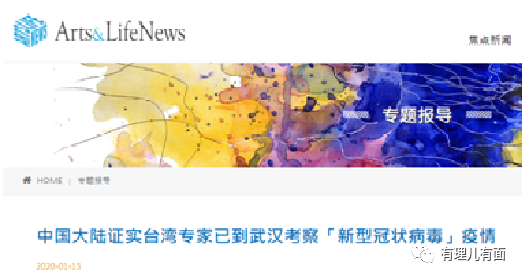 Arts&LifeNews
焦点新闻
专题报导
HOME | 专题报导
中国大陆证实台湾专家已到武汉考察「新型冠状病毒」疫情
2020-01-15
有理儿有面